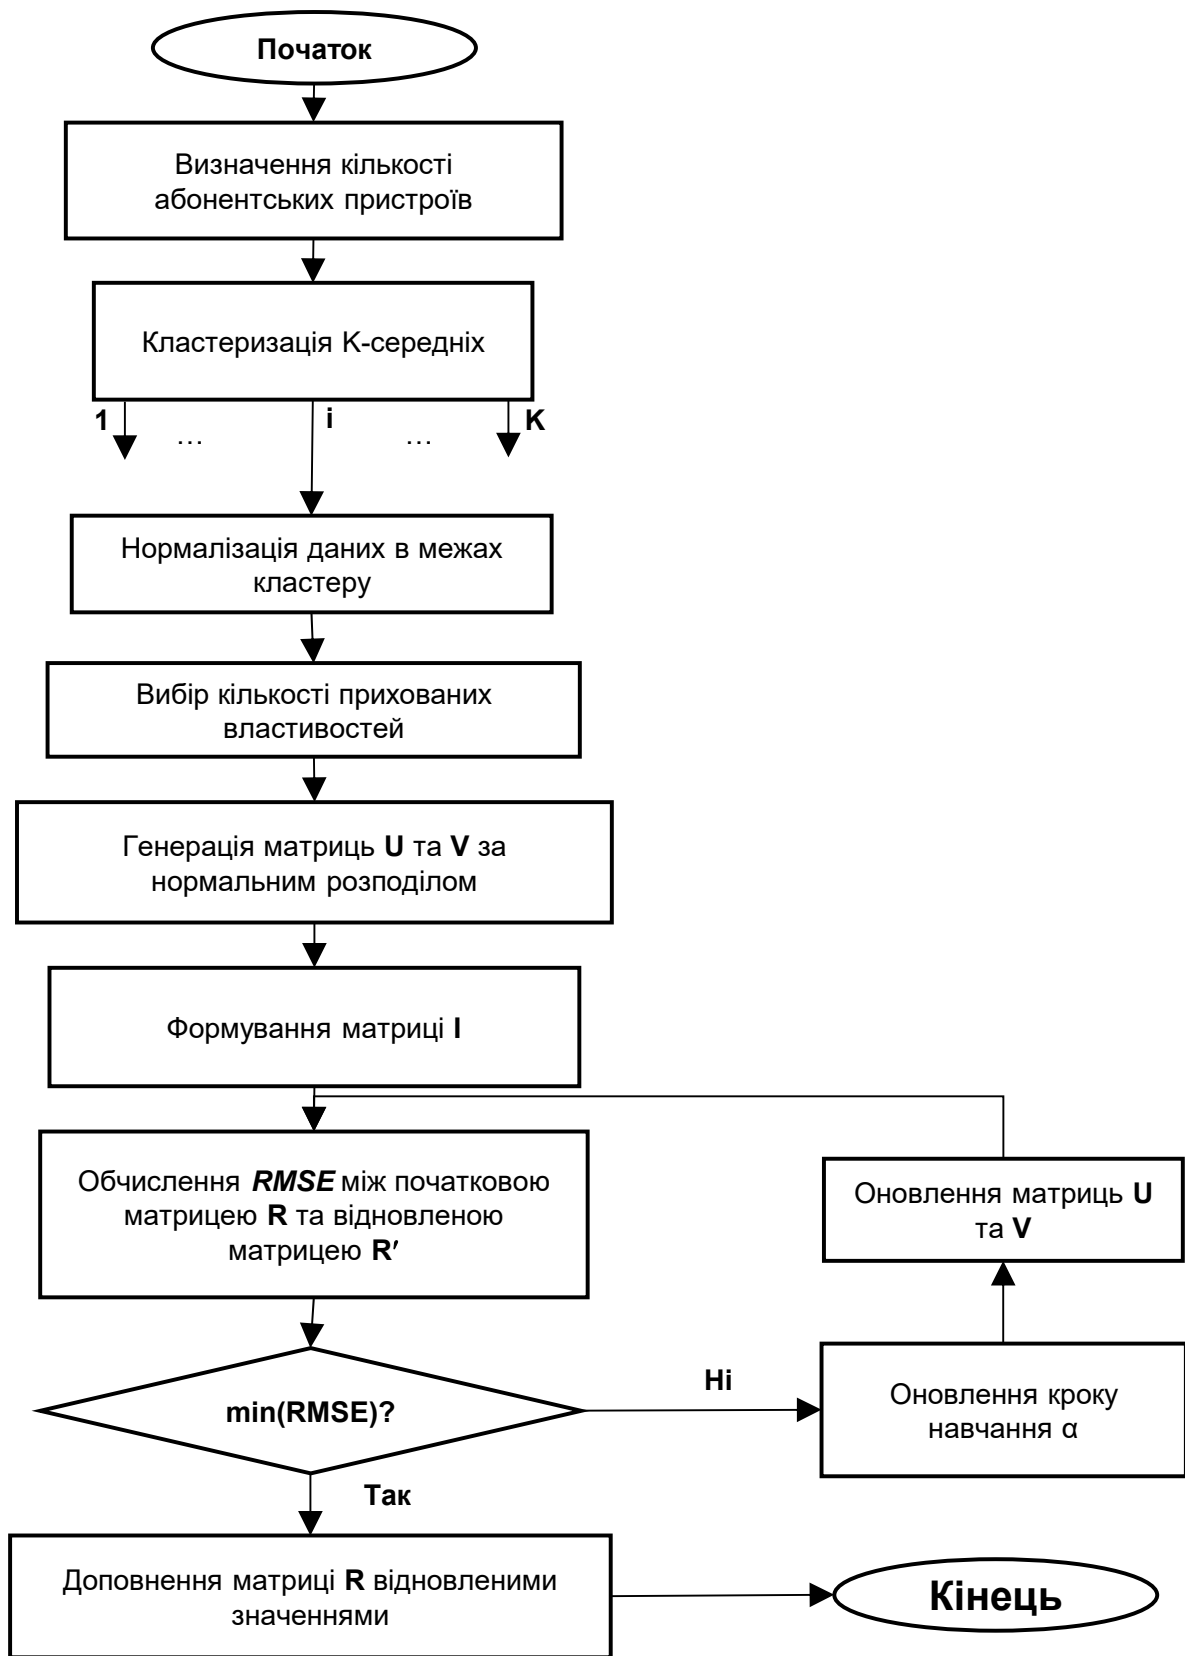 Початок
Визначення кількості
абонентських пристроїв
Кластеризація K-середніх
1
…
i
…
K
Нормалізація даних в межах
кластеру
Вибір кількості прихованих
властивостей
Генерація матриць U та V за
нормальним розподілом
Формування матриці I
Обчислення RMSE між початковою
матрицею R та відновленою
матрицею R′
Оновлення матриць U
та V
min(RMSE)?
Ні
Оновлення кроку
навчання α
Так
Доповнення матриці R відновленими
значеннями
Кінець